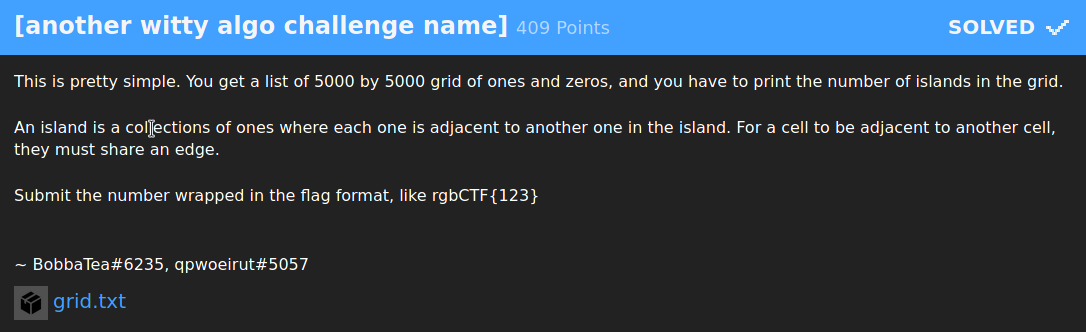 [another witty algo challenge name] 409 Points
SOLVED
This is pretty simple. You get a list of 5000 by 5000 grid of ones and zeros, and you have to print the number of islands in the grid.
An island is a collections of ones where each one is adjacent to another one in the island. For a cell to be adjacent to another cell,
they must share an edge.
Submit the number wrapped in the flag format, like rgbCTF{123}
~ BobbaTea#6235, qpwoeirut#5057
grid.txt